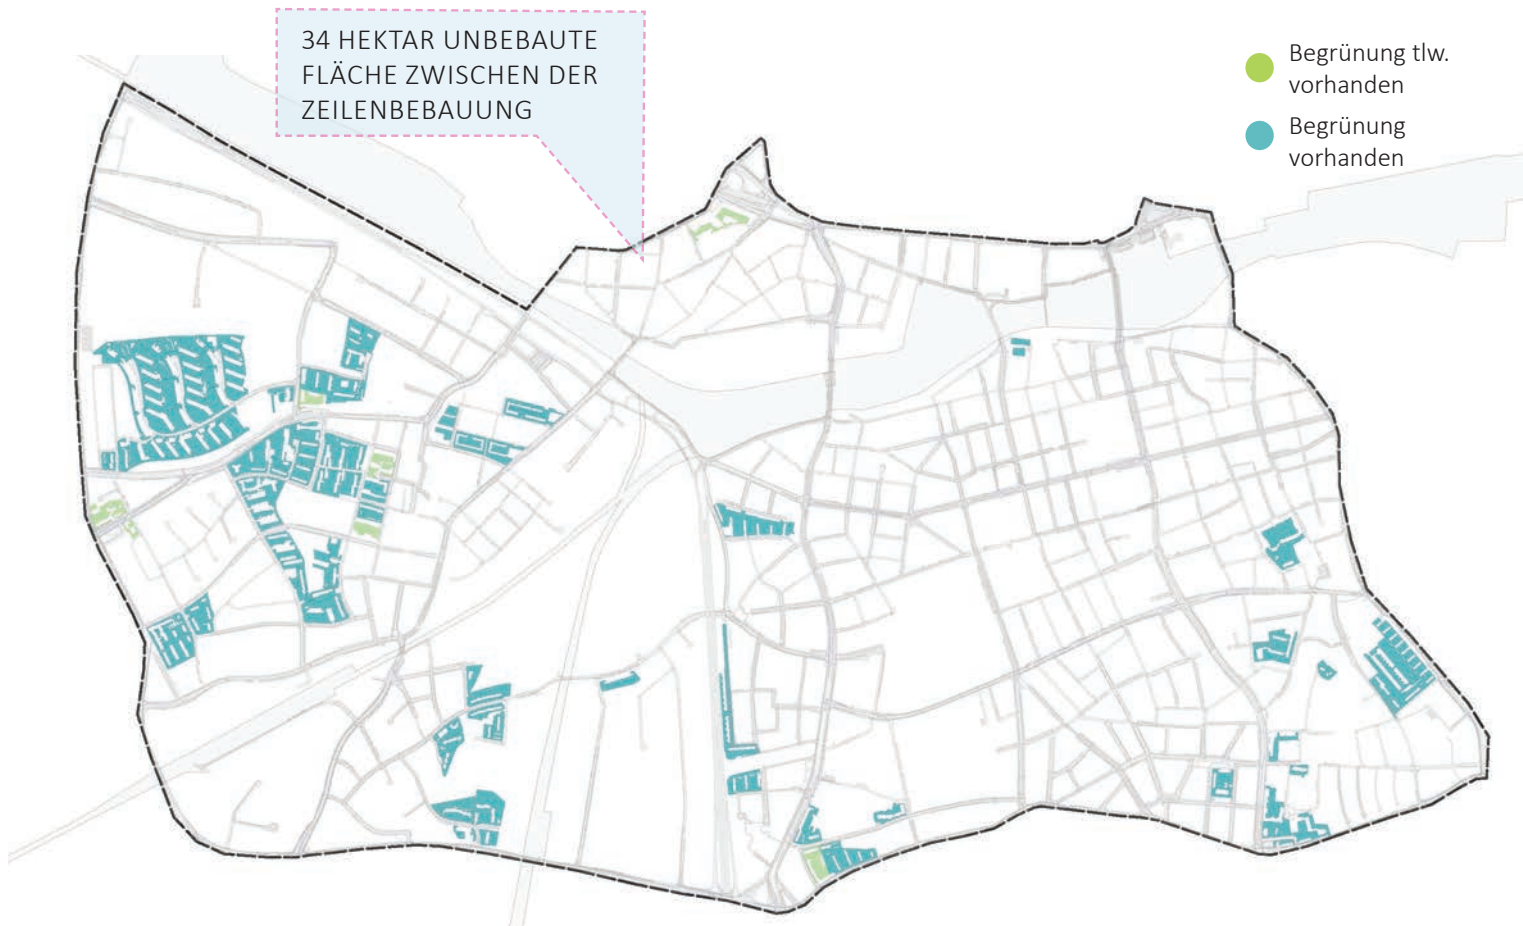 34 HEKTAR UNBEBAUTE
FLÄCHE ZWISCHEN DER
ZEILENBEBAUUNG
Begrünung tlw.
vorhanden
Begrünung
vorhanden